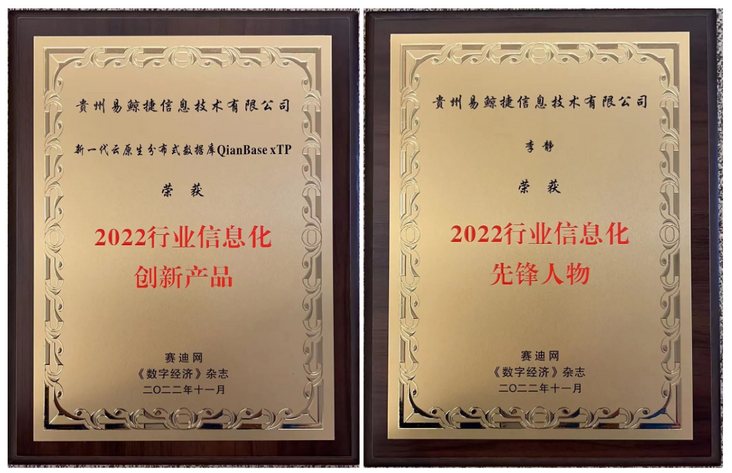 貴州易鲸捷信息技术有限公司
新一代云原生分布式数据库QianBase xTP
荣获
2022行业信息化
创新产品
赛迪网
《数字经济》杂志
二〇二二年十一月
貴州易鲸捷信息技术有限公司
李静
荣获
2022行业信息化
先锋人物
赛迪网
《数字经济》杂志
二〇二二年十一月